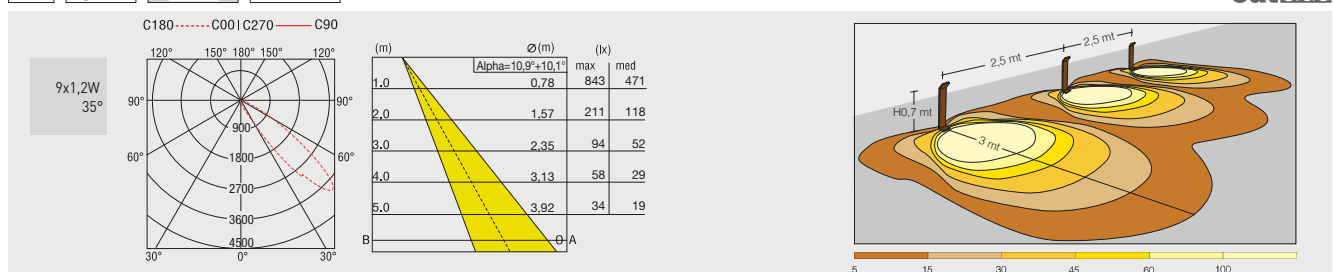 C180 ------ C00 | C270 —— C90
9x1,2W
35°
120° 150° 180° 150° 120°
90° 90°
60° 60°
900
1800
2700
3600
4500
30° 0° 30°
(m) Ø(m) (lx)
Alpha=10,9°+10,1° max med
1.0 0,78 843 471
2,0 1,57 211 118
3.0 2,35 94 52
4.0 3,13 58 29
5.0 3,92 34 19
B O A
2,5 mt
2,5 mt
H0,7 mt
3 mt
5 15 30 45 60 100